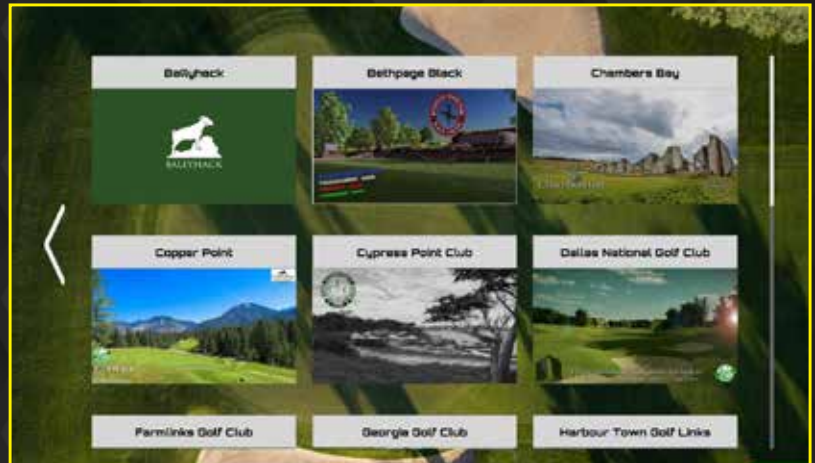 Ballyhack
Bethpage Black
Chambers Bay
BALLYHACK
Copper Point
Cypress Point Club
Dallas National Golf Club
Farmlinks Golf Club
Georgia Golf Club
Harbour Town Golf Links